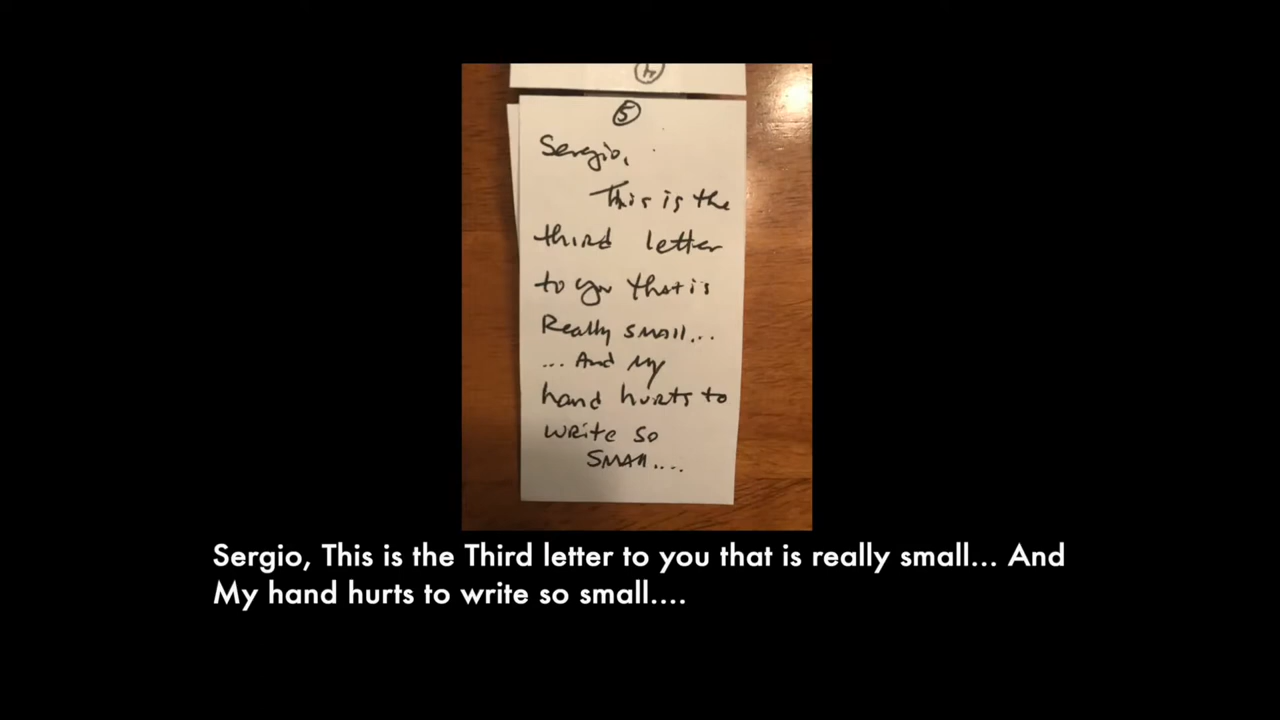 4
5
Sergio,
This is the
third letter
to you that is
Really small...
... And My
hand hurts to
write so
small....
Sergio, This is the Third letter to you that is really small... And
My hand hurts to write so small....